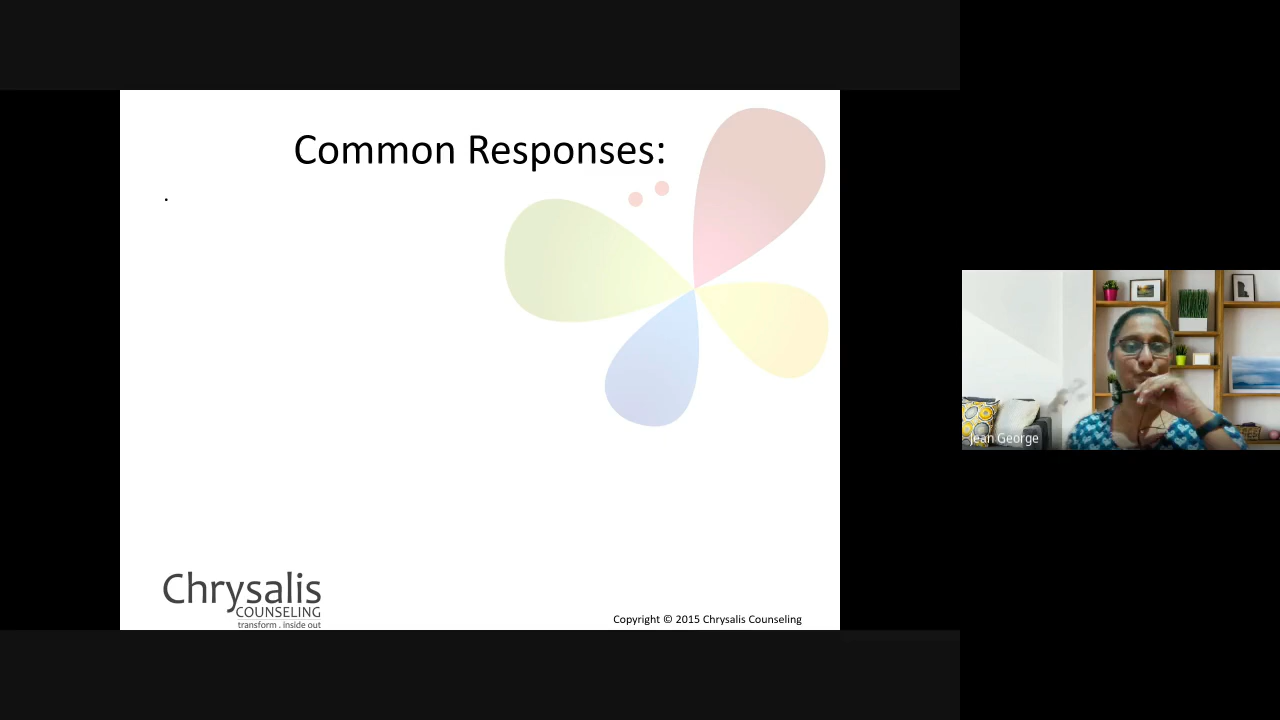 Common Responses:
.
Jean George
Chrysalis
COUNSELING
transform . inside out
Copyright © 2015 Chrysalis Counseling